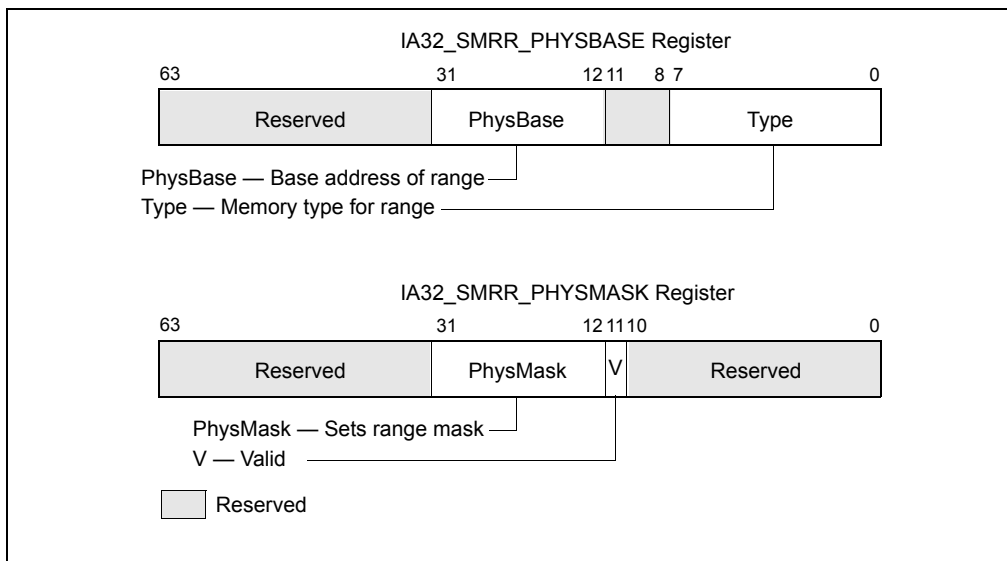 IA32_SMRR_PHYSBASE Register
63 31 12 11 8 7 0
Reserved PhysBase Type
PhysBase — Base address of range
Type — Memory type for range
IA32_SMRR_PHYSMASK Register
63 31 12 11 10 0
Reserved PhysMask V Reserved
PhysMask — Sets range mask
V — Valid
Reserved